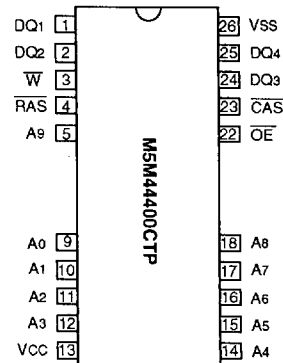 DQ1 1 26 VSS
DQ2 2 25 DQ4
W 3 24 DQ3
RAS 4 23 CAS
A9 5 22 OE
M5M44400CTP
A0 9 18 A8
A1 10 17 A7
A2 11 16 A6
A3 12 15 A5
VCC 13 14 A4